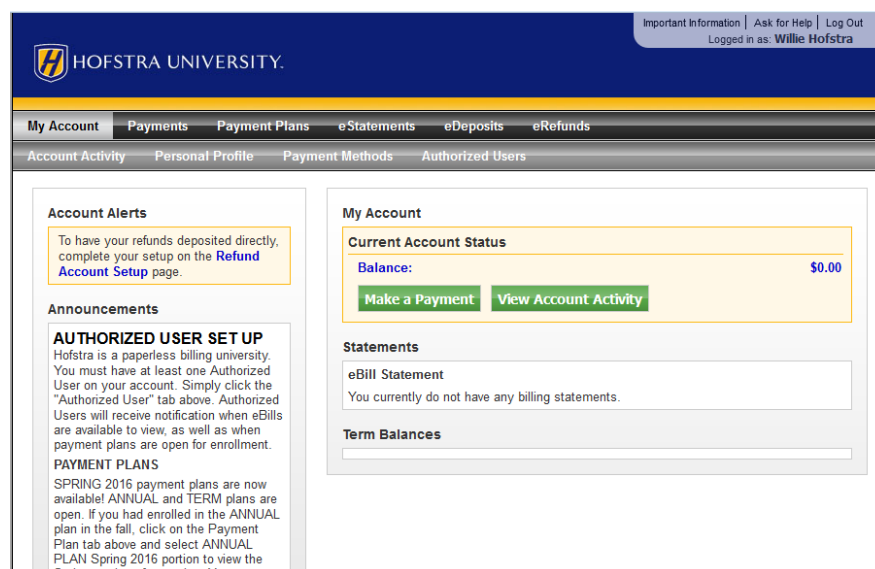 Important Information | Ask for Help | Log Out
Logged in as: Willie Hofstra
HOFSTRA UNIVERSITY.
My Account Payments Payment Plans eStatements eDeposits eRefunds
Account Activity Personal Profile Payment Methods Authorized Users
Account Alerts
To have your refunds deposited directly,
complete your setup on the Refund
Account Setup page.
Announcements
AUTHORIZED USER SET UP
Hofstra is a paperless billing university.
You must have at least one Authorized
User on your account. Simply click the
"Authorized User" tab above. Authorized
Users will receive notification when eBills
are available to view, as well as when
payment plans are open for enrollment.
PAYMENT PLANS
SPRING 2016 payment plans are now
available! ANNUAL and TERM plans are
open. If you had enrolled in the ANNUAL
plan in the fall, click on the Payment
Plan tab above and select ANNUAL
PLAN Spring 2016 portion to view the
My Account
Current Account Status
Balance: $0.00
Make a Payment View Account Activity
Statements
eBill Statement
You currently do not have any billing statements.
Term Balances